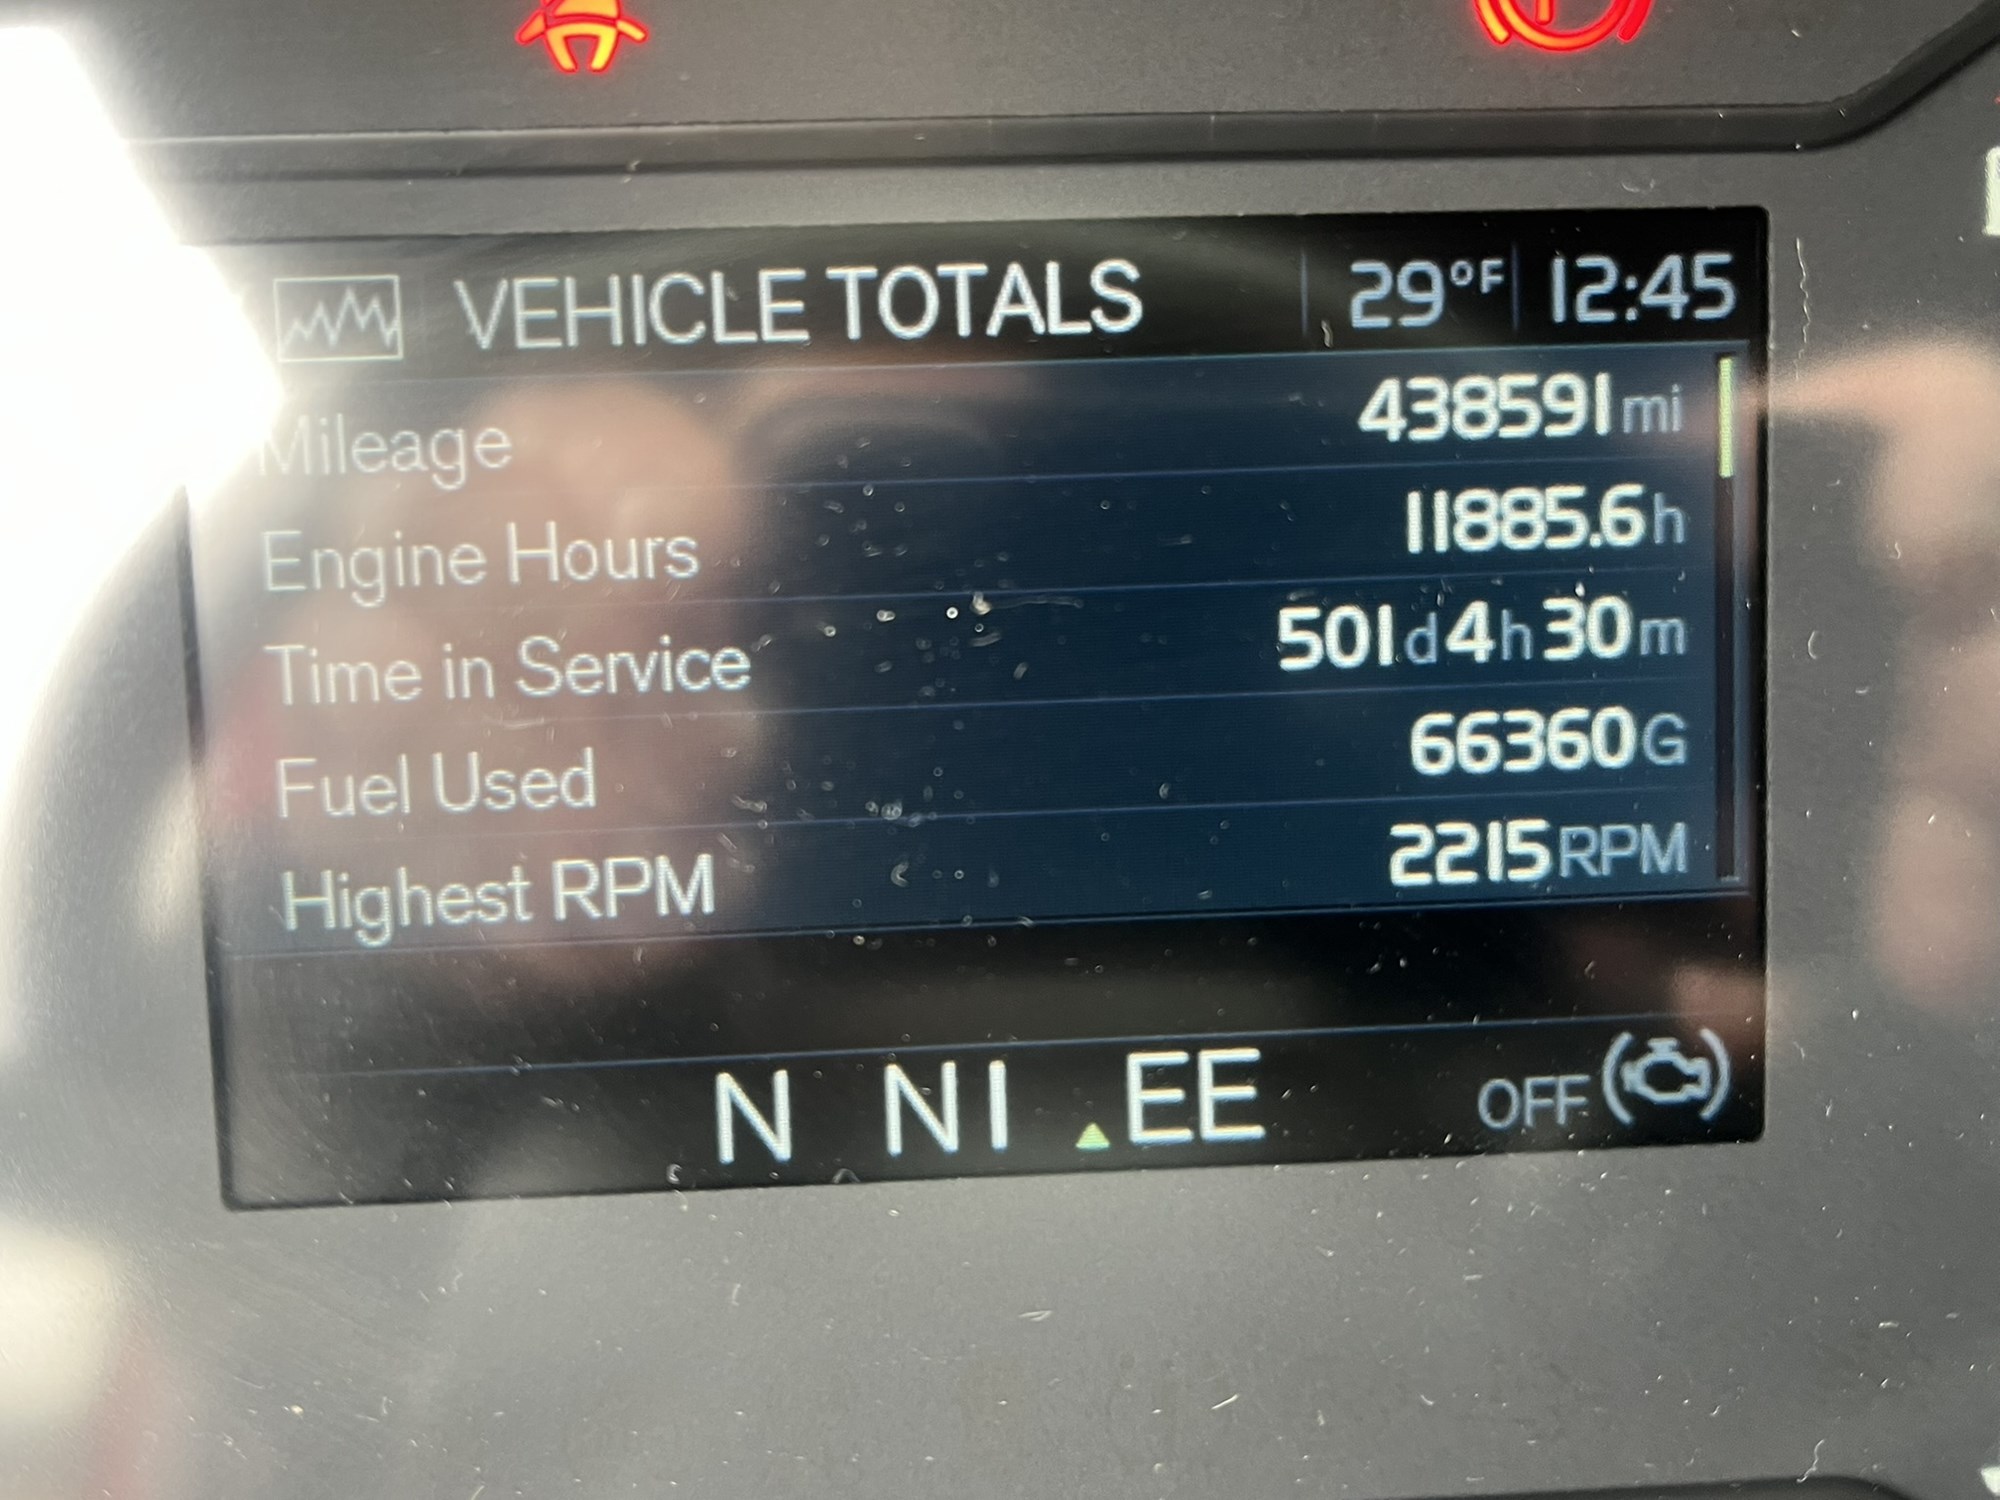 VEHICLE TOTALS 29°F 12:45
Mileage 438591 mi
Engine Hours 11885.6 h
Time in Service 501 d 4 h 30 m
Fuel Used 66360 G
Highest RPM 2215 RPM
N NI EE OFF